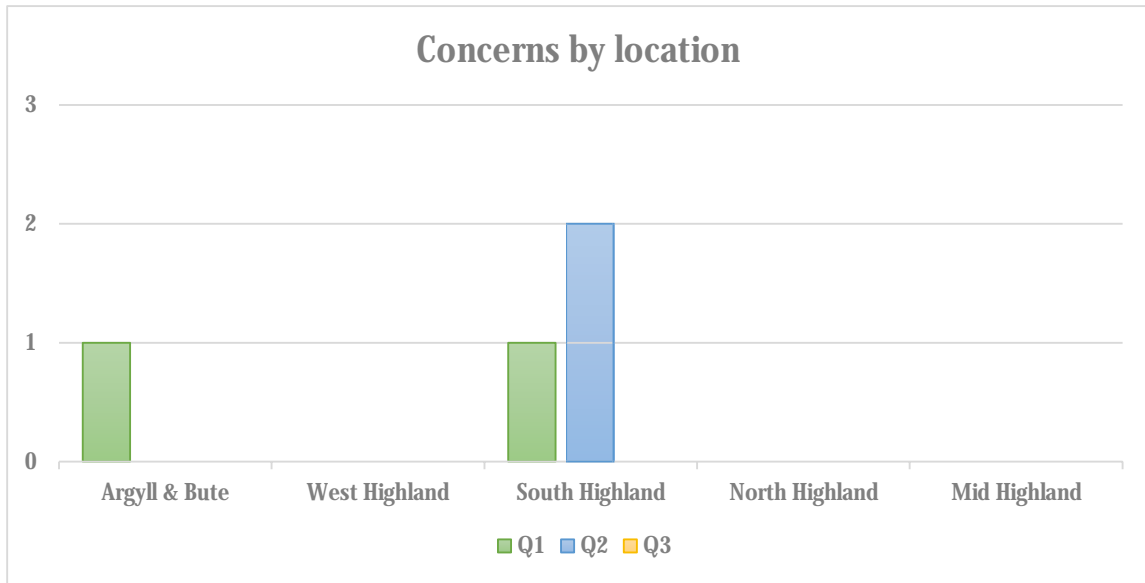 Concerns by location
3
2
1
0
Argyll & Bute West Highland South Highland North Highland Mid Highland
Q1 Q2 Q3